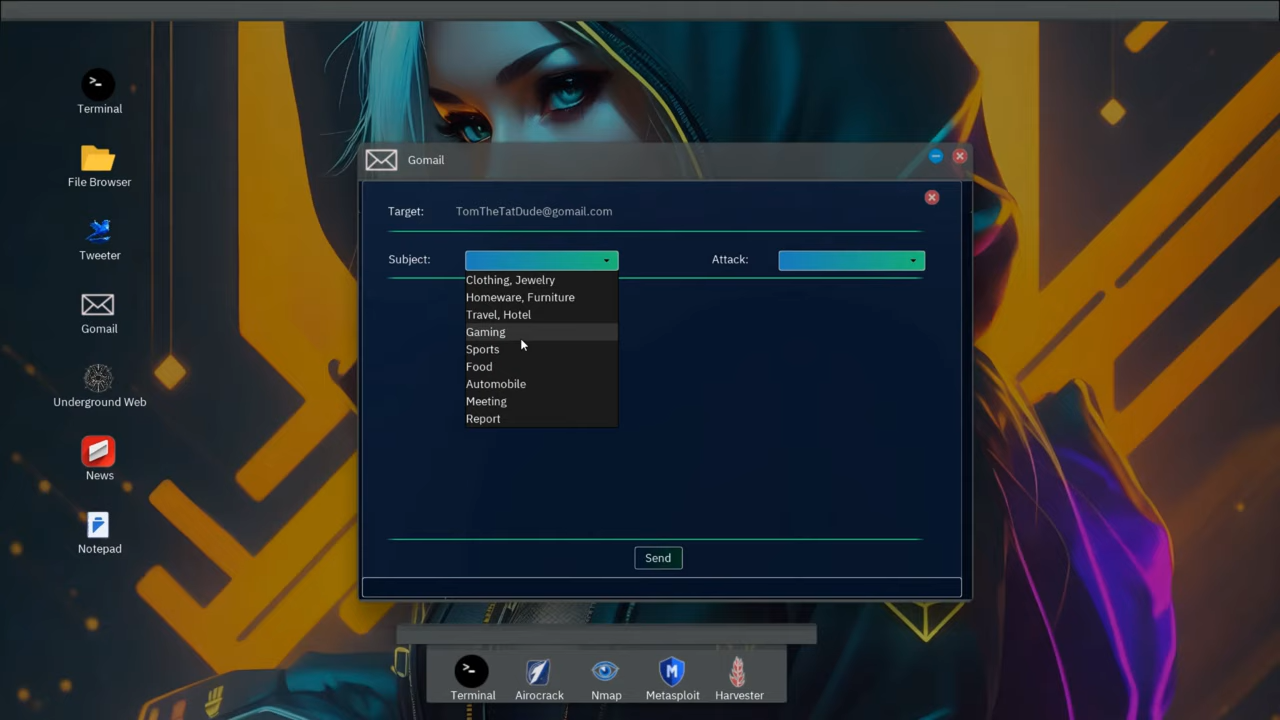 Terminal
File Browser
Tweeter
Gomail
Underground Web
News
Notepad
Gomail
Target: TomTheTatDude@gomail.com
Subject: Attack:
Clothing, Jewelry
Homeware, Furniture
Travel, Hotel
Gaming
Sports
Food
Automobile
Meeting
Report
Send
Terminal Airocrack Nmap Metasploit Harvester